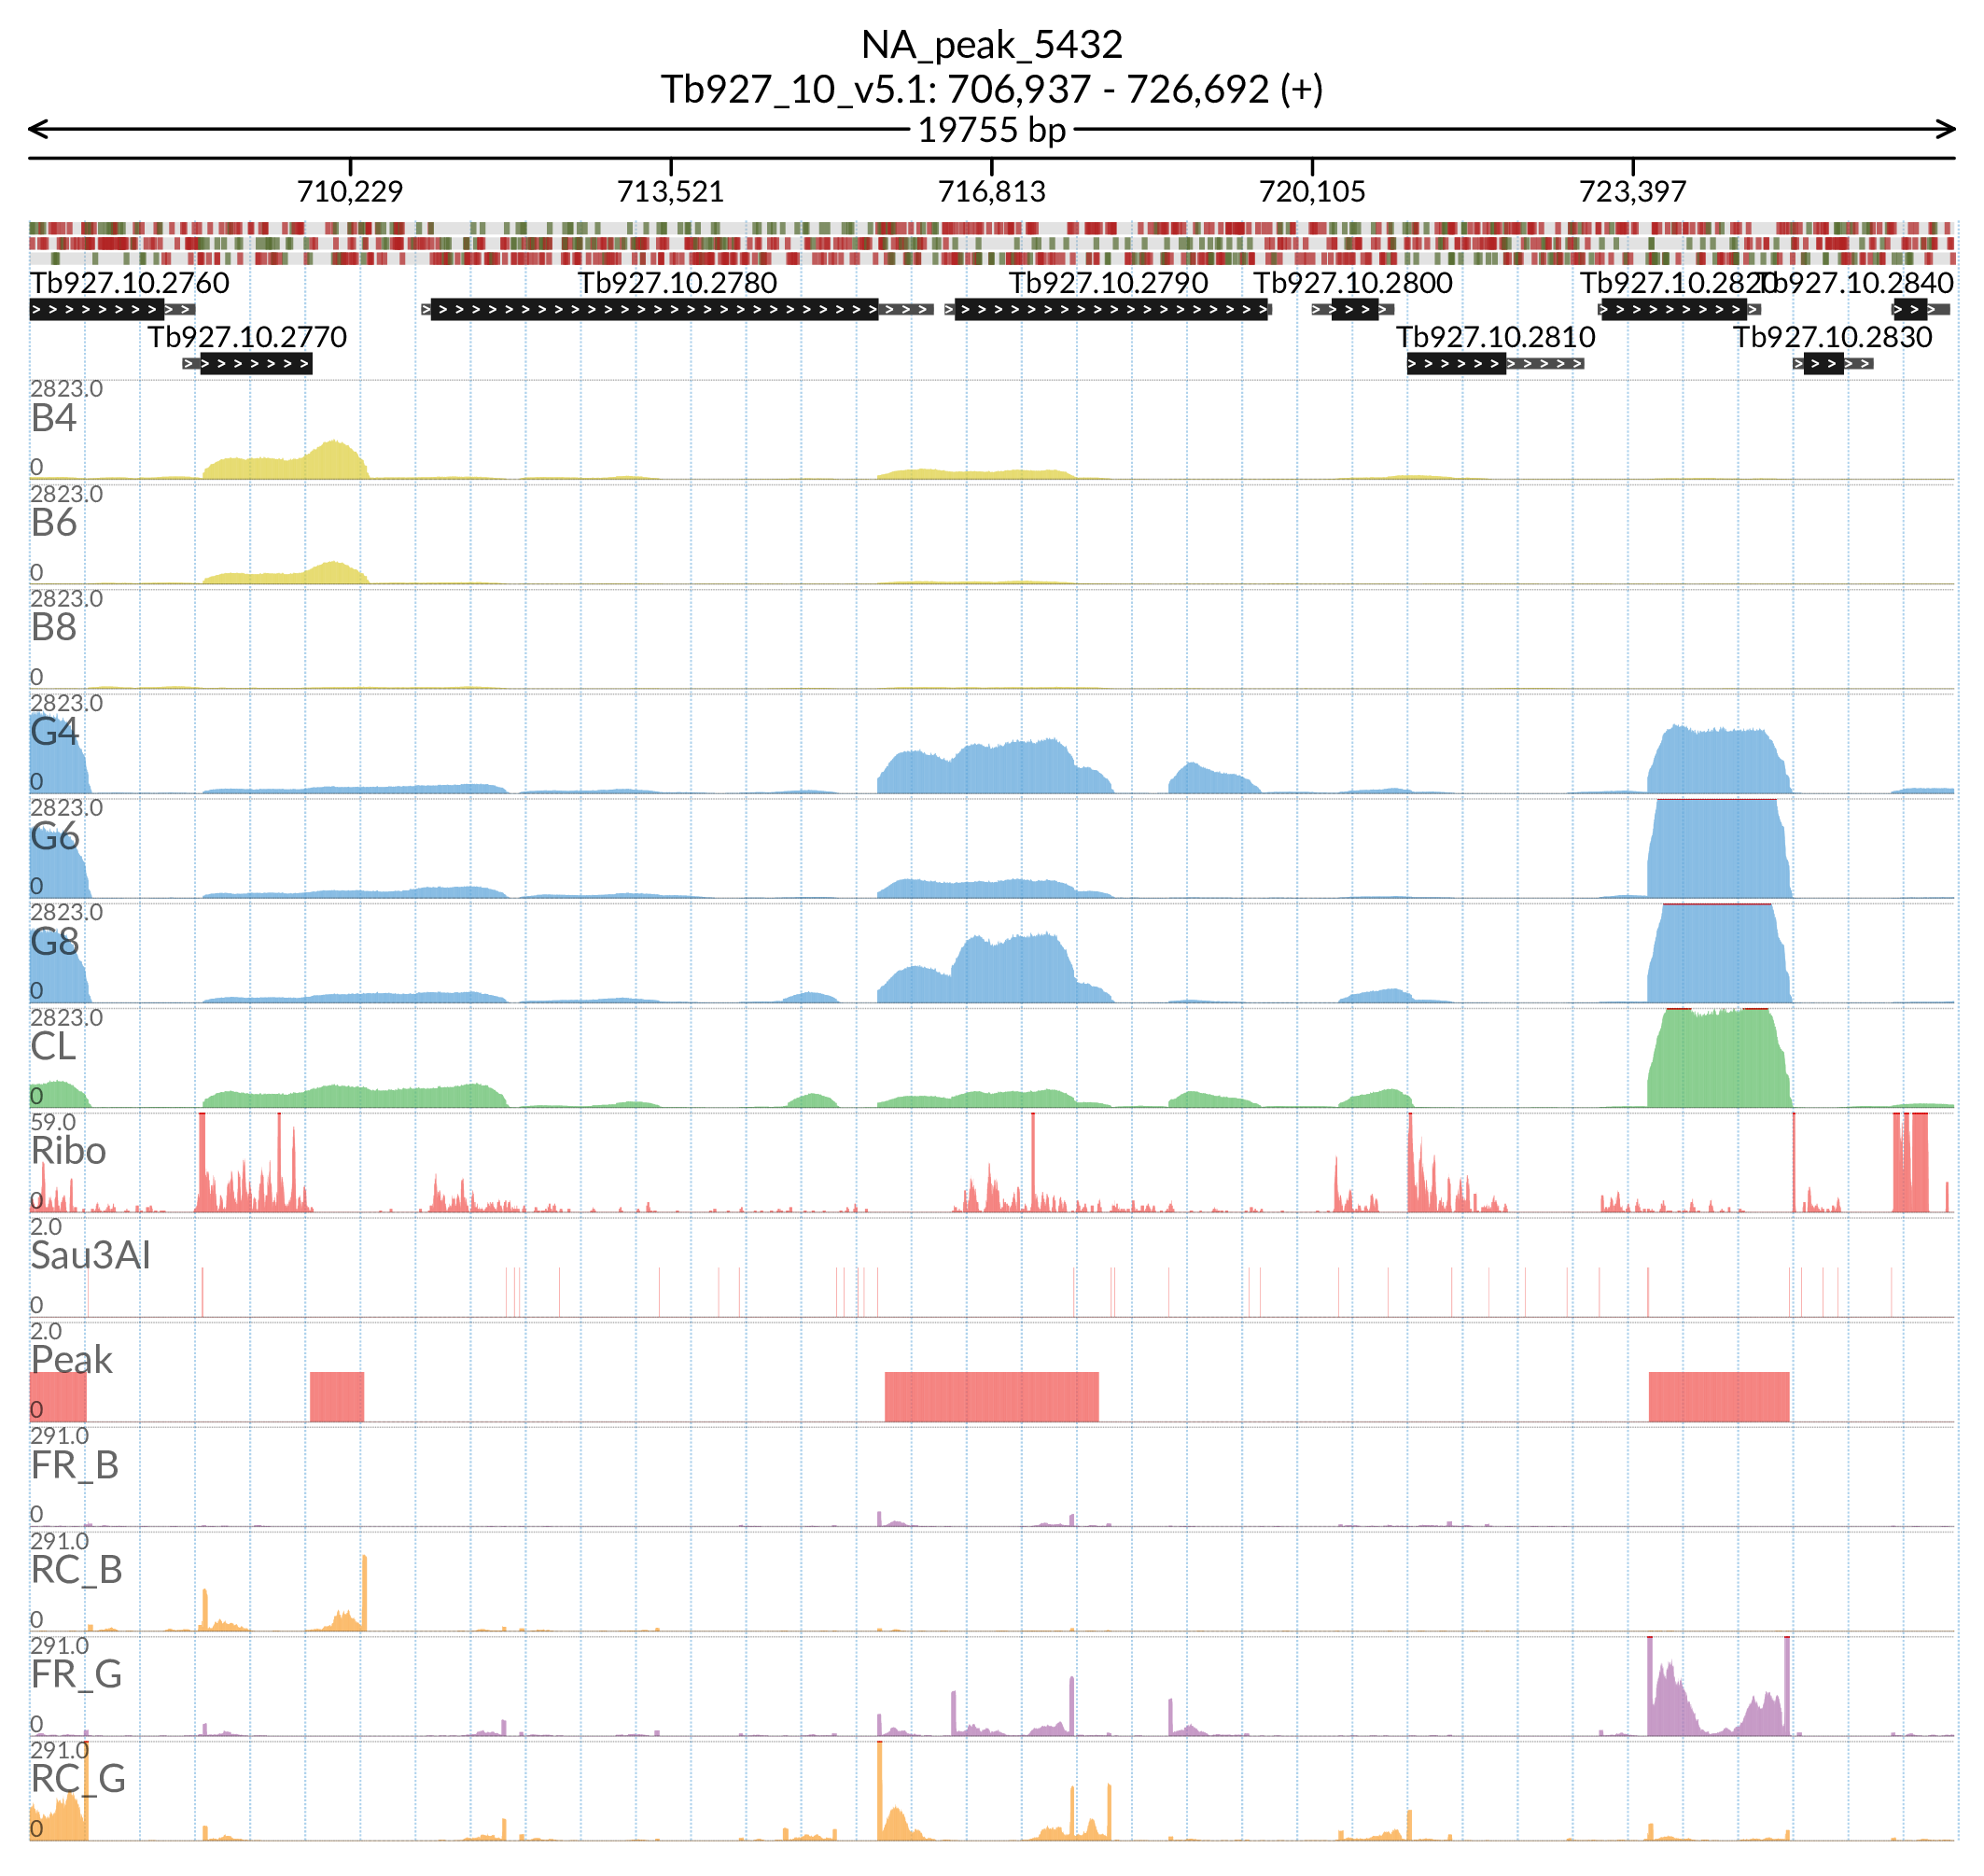 NA_peak_5432
Tb927_10_v5.1: 706,937 - 726,692 (+)
19755 bp
710,229 713,521 716,813 720,105 723,397
Tb927.10.2760 Tb927.10.2780 Tb927.10.2790 Tb927.10.2800 Tb927.10.2820 Tb927.10.2840
Tb927.10.2770 Tb927.10.2810 Tb927.10.2830
2823.0
B4
0
2823.0
B6
0
2823.0
B8
0
2823.0
G4
0
2823.0
G6
0
2823.0
G8
0
2823.0
CL
0
59.0
Ribo
0
2.0
Sau3AI
0
2.0
Peak
0
291.0
FR_B
0
291.0
RC_B
0
291.0
FR_G
0
291.0
RC_G
0